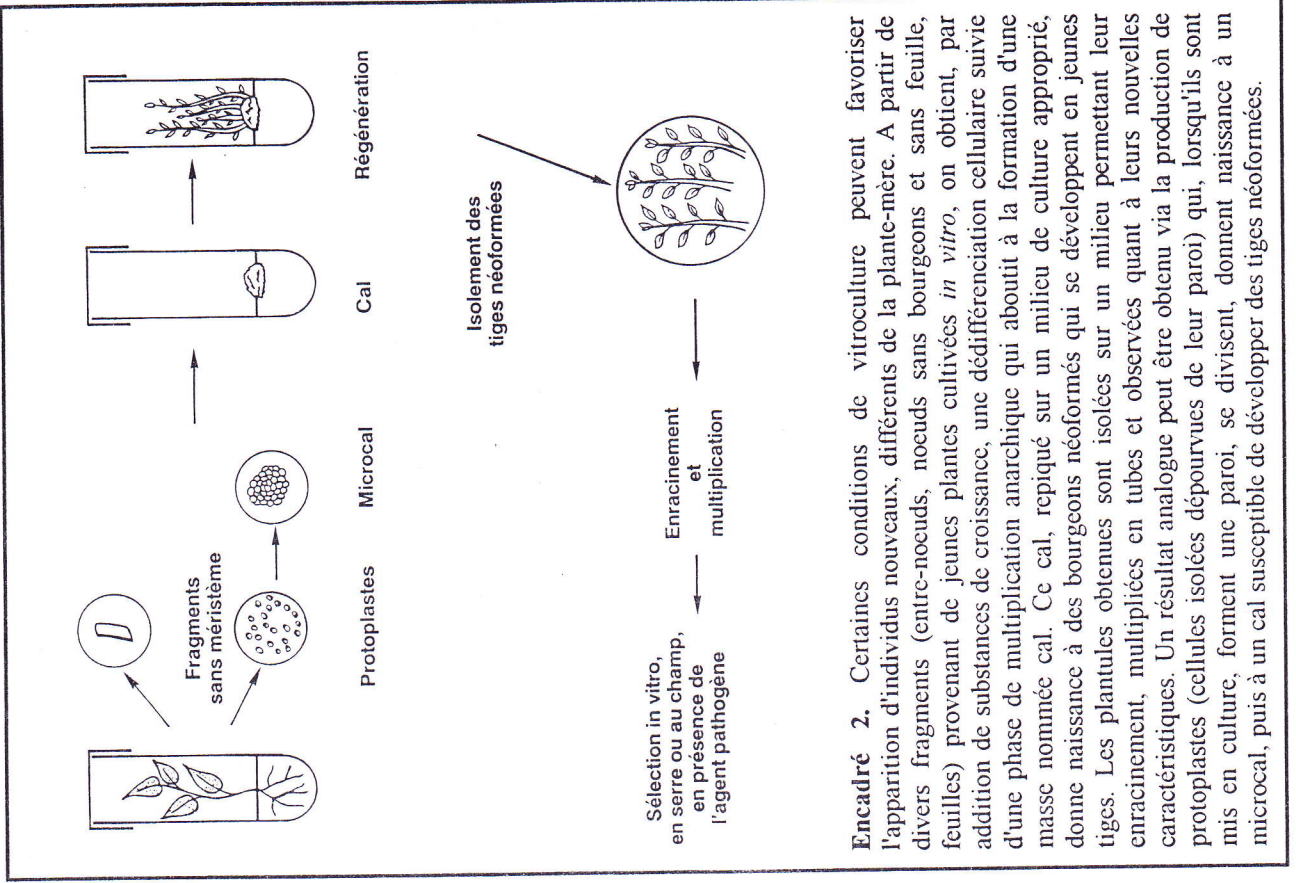 Fragments
sans méristème
Protoplastes
Microcal
Cal
Régénération
Isolement des
tiges néoformées
Enracinement
et
multiplication
Sélection in vitro,
en serre ou au champ,
en présence de
l'agent pathogène
Encadré 2. Certaines conditions de vitroculture peuvent favoriser
l'apparition d'individus nouveaux, différents de la plante-mère. A partir de
divers fragments (entre-noeuds, noeuds sans bourgeons et sans feuille,
feuilles) provenant de jeunes plantes cultivées in vitro, on obtient, par
addition de substances de croissance, une dédifférenciation cellulaire suivie
d'une phase de multiplication anarchique qui aboutit à la formation d'une
masse nommée cal. Ce cal, repiqué sur un milieu de culture approprié,
donne naissance à des bourgeons néoformés qui se développent en jeunes
tiges. Les plantules obtenues sont isolées sur un milieu permettant leur
enracinement, multipliées en tubes et observées quant à leurs nouvelles
caractéristiques. Un résultat analogue peut être obtenu via la production de
protoplastes (cellules isolées dépourvues de leur paroi) qui, lorsqu'ils sont
mis en culture, forment une paroi, se divisent, donnent naissance à un
microcal, puis à un cal susceptible de développer des tiges néoformées.